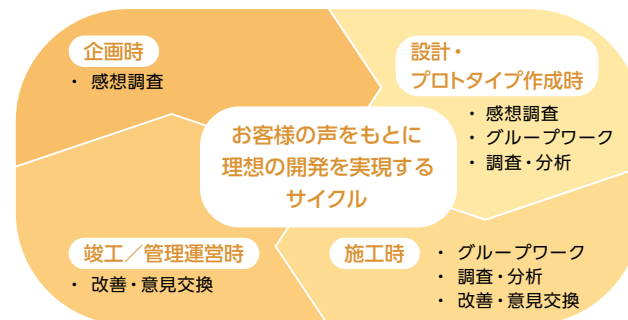 企画時
・ 感想調査
設計・
プロトタイプ作成時
・ 感想調査
・ グループワーク
・ 調査・分析
お客様の声をもとに
理想の開発を実現する
サイクル
竣工／管理運営時
・ 改善・意見交換
施工時
・ グループワーク
・ 調査・分析
・ 改善・意見交換